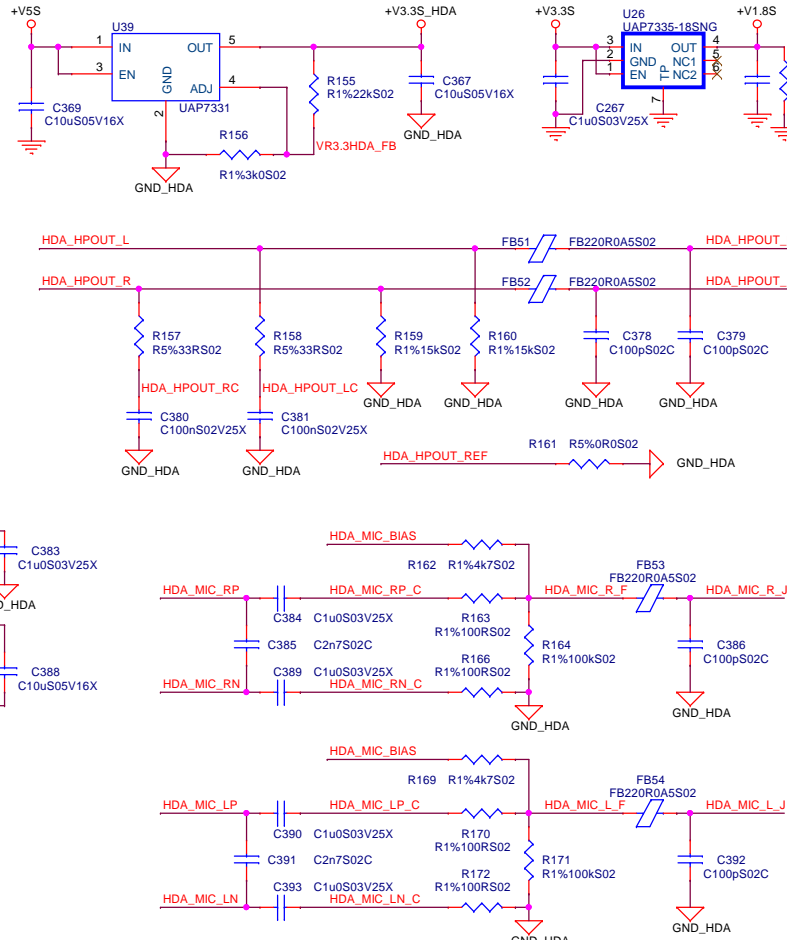 +V5S
U39
+V3.3S_HDA
+V3.3S
U26
UAP7335-18SNG
+V1.8S
1
IN
OUT
5
3
EN
GND
ADJ
4
2
UAP7331
C369
C10uS05V16X
R155
R1%22kS02
C367
C10uS05V16X
GND_HDA
R156
R1%3k0S02
VR3.3HDA_FB
GND_HDA
3
IN
OUT
4
2
GND
NC1
5
1
EN
NC2
6
TP
7
C267
C1u0S03V25X
HDA_HPOUT_L
FB51
FB220R0A5S02
HDA_HPOUT_
HDA_HPOUT_R
FB52
FB220R0A5S02
HDA_HPOUT_
R157
R5%33RS02
R158
R5%33RS02
R159
R1%15kS02
R160
R1%15kS02
C378
C100pS02C
C379
C100pS02C
HDA_HPOUT_RC
HDA_HPOUT_LC
GND_HDA
GND_HDA
GND_HDA
GND_HDA
C380
C100nS02V25X
C381
C100nS02V25X
GND_HDA
GND_HDA
HDA_HPOUT_REF
R161
R5%0R0S02
GND_HDA
C383
C1u0S03V25X
D_HDA
C388
C10uS05V16X
HDA_MIC_BIAS
R162
R1%4k7S02
FB53
FB220R0A5S02
HDA_MIC_RP
HDA_MIC_RP_C
HDA_MIC_R_F
HDA_MIC_R_J
C384
C1u0S03V25X
R163
R1%100RS02
C385
C2n7S02C
R164
R1%100kS02
C386
C100pS02C
C389
C1u0S03V25X
R166
R1%100RS02
HDA_MIC_RN
HDA_MIC_RN_C
GND_HDA
GND_HDA
HDA_MIC_BIAS
R169
R1%4k7S02
FB54
FB220R0A5S02
HDA_MIC_LP
HDA_MIC_LP_C
HDA_MIC_L_F
HDA_MIC_L_J
C390
C1u0S03V25X
R170
R1%100RS02
C391
C2n7S02C
R171
R1%100kS02
C392
C100pS02C
C393
C1u0S03V25X
R172
R1%100RS02
HDA_MIC_LN
HDA_MIC_LN_C
GND_HDA
GND_HDA